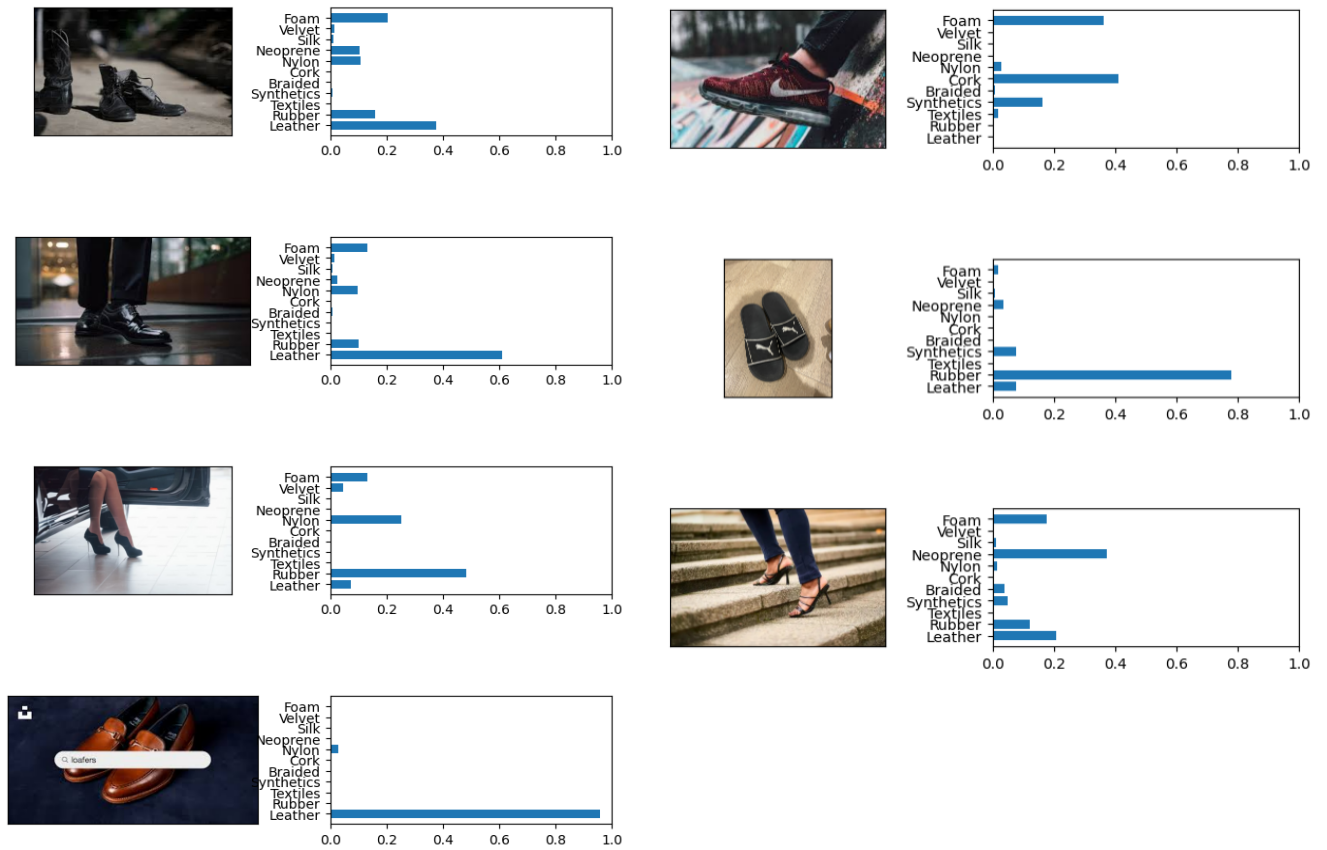 Foam
Velvet
Silk
Neoprene
Nylon
Cork
Braided
Synthetics
Textiles
Rubber
Leather
0.0 0.2 0.4 0.6 0.8 1.0
Foam
Velvet
Silk
Neoprene
Nylon
Cork
Braided
Synthetics
Textiles
Rubber
Leather
0.0 0.2 0.4 0.6 0.8 1.0
Foam
Velvet
Silk
Neoprene
Nylon
Cork
Braided
Synthetics
Textiles
Rubber
Leather
0.0 0.2 0.4 0.6 0.8 1.0
Foam
Velvet
Silk
Neoprene
Nylon
Cork
Braided
Synthetics
Textiles
Rubber
Leather
0.0 0.2 0.4 0.6 0.8 1.0
Foam
Velvet
Silk
Neoprene
Nylon
Cork
Braided
Synthetics
Textiles
Rubber
Leather
0.0 0.2 0.4 0.6 0.8 1.0
Foam
Velvet
Silk
Neoprene
Nylon
Cork
Braided
Synthetics
Textiles
Rubber
Leather
0.0 0.2 0.4 0.6 0.8 1.0
loafers
Foam
Velvet
Silk
Neoprene
Nylon
Cork
Braided
Synthetics
Textiles
Rubber
Leather
0.0 0.2 0.4 0.6 0.8 1.0